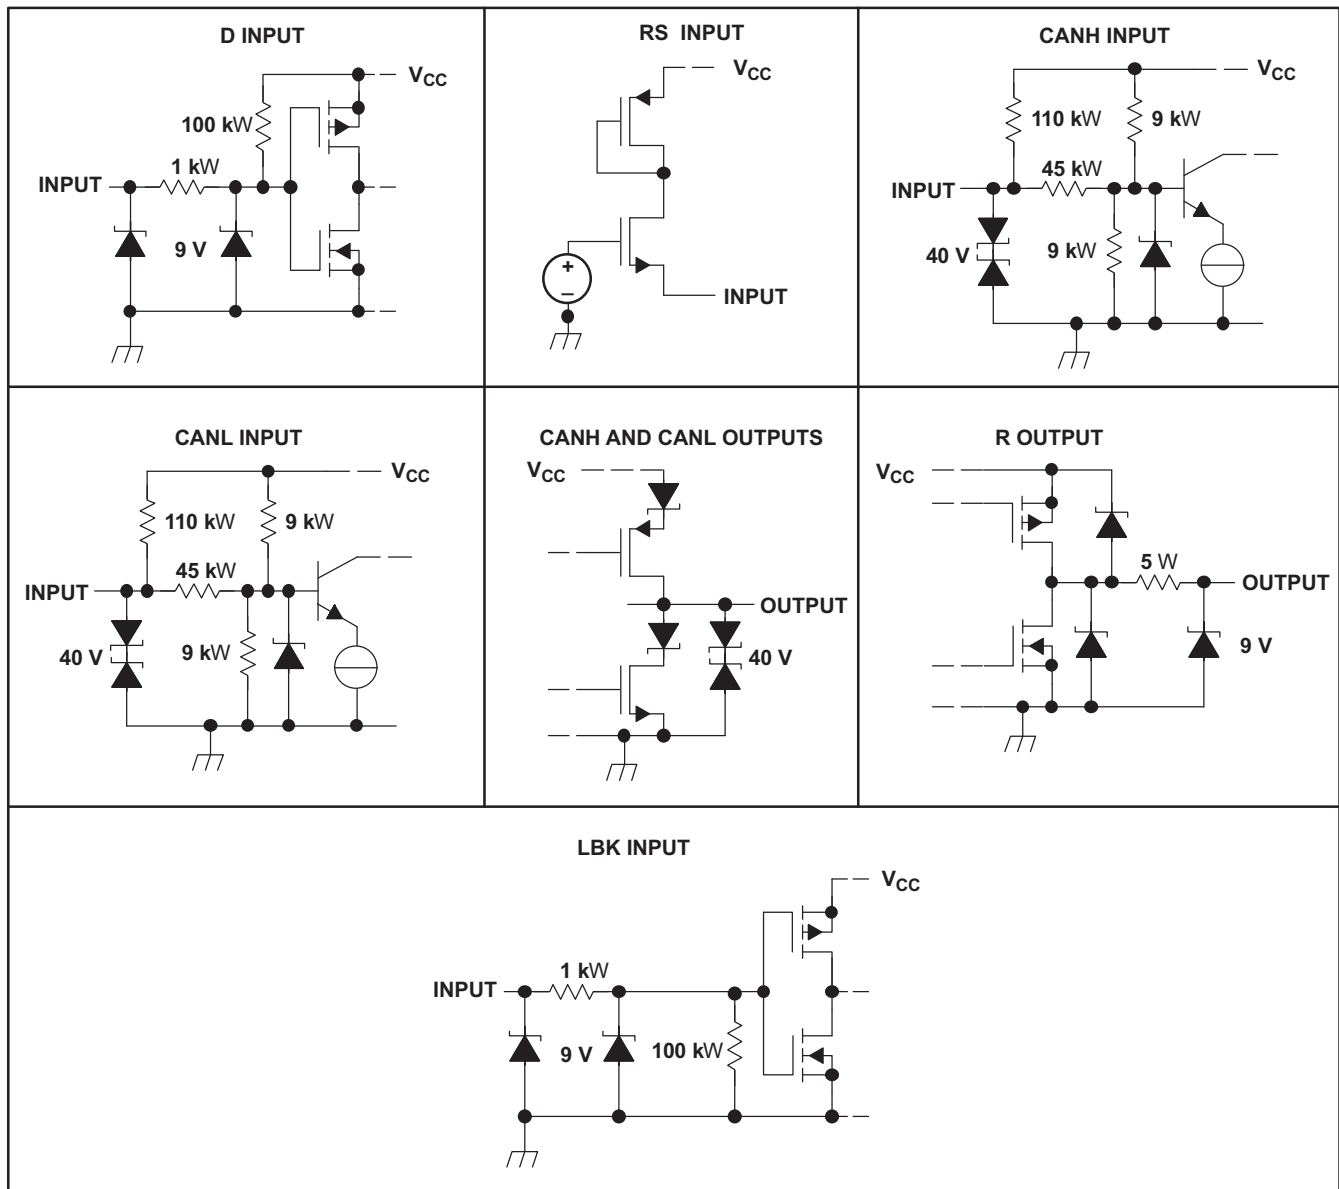 D INPUT
V_CC
100 kW
1 kW
INPUT
9 V
RS INPUT
V_CC
+
–
INPUT
CANH INPUT
V_CC
110 kW
9 kW
45 kW
INPUT
40 V
9 kW
CANL INPUT
V_CC
110 kW
9 kW
45 kW
INPUT
40 V
9 kW
CANH AND CANL OUTPUTS
V_CC
OUTPUT
40 V
R OUTPUT
V_CC
5 W
OUTPUT
9 V
LBK INPUT
V_CC
1 kW
INPUT
9 V
100 kW